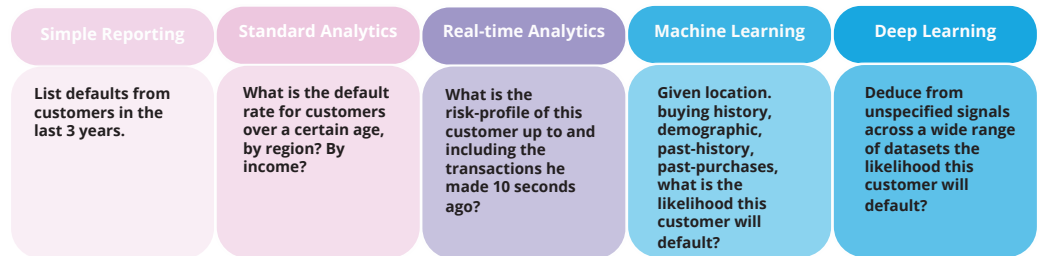 Simple Reporting
List defaults from
customers in the
last 3 years.
Standard Analytics
What is the default
rate for customers
over a certain age,
by region? By
income?
Real-time Analytics
What is the
risk-profile of this
customer up to and
including the
transactions he
made 10 seconds
ago?
Machine Learning
Given location.
buying history,
demographic,
past-history,
past-purchases,
what is the
likelihood this
customer will
default?
Deep Learning
Deduce from
unspecified signals
across a wide range
of datasets the
likelihood this
customer will
default?